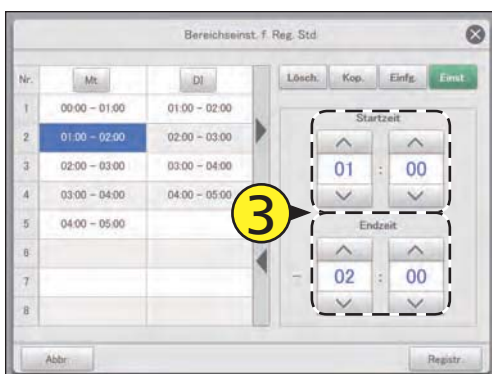 Bereichseinst. f. Reg. Std.
Nr. Mt. DI Lösch. Kop. Einfg. Einst.
1 00:00 - 01:00 01:00 - 02:00
Startzeit
2 01:00 - 02:00 02:00 - 03:00
3 02:00 - 03:00 03:00 - 04:00 01 : 00
4 03:00 - 04:00 04:00 - 05:00
3
5 04:00 - 05:00 Endzeit
6
7 - 02 : 00
8
Abbr. Registr.